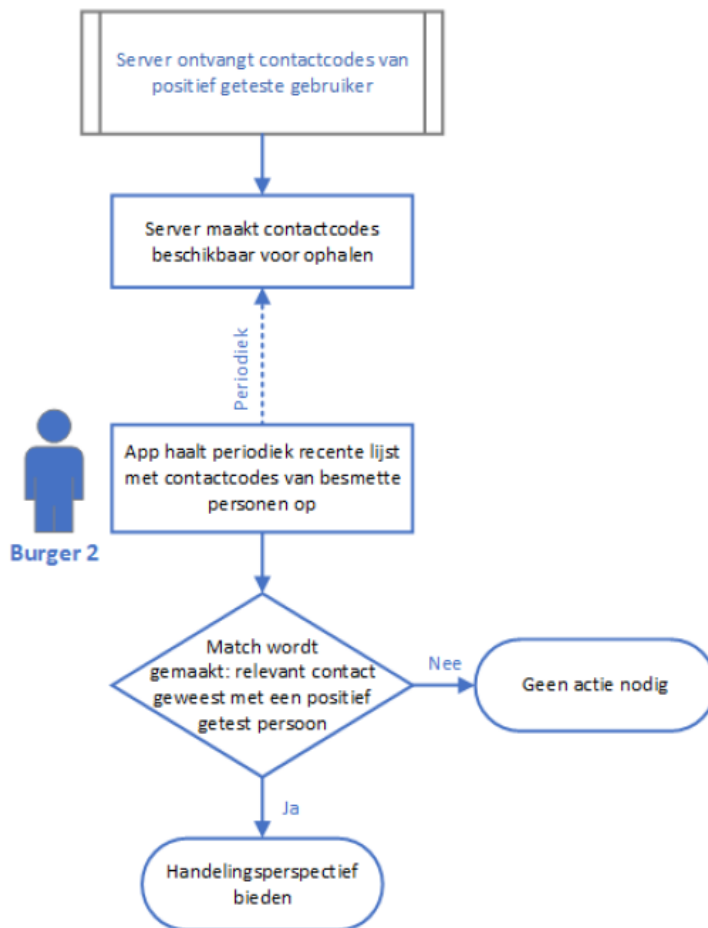 Server ontvangt contactcodes van
positief geteste gebruiker
Server maakt contactcodes
beschikbaar voor ophalen
Periodiek
App haalt periodiek recente lijst
met contactcodes van besmette
personen op
Burger 2
Match wordt
gemaakt: relevant contact
geweest met een positief
getest persoon
Nee
Geen actie nodig
Ja
Handelingsperspectief
bieden